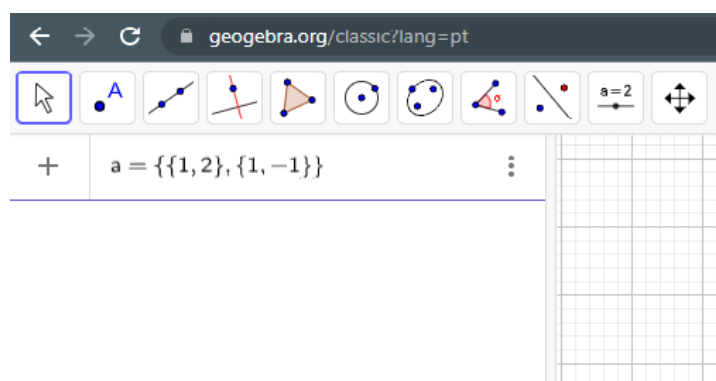 geogebra.org/classic?lang=pt
A a=2
a = {{1, 2}, {1, −1}}